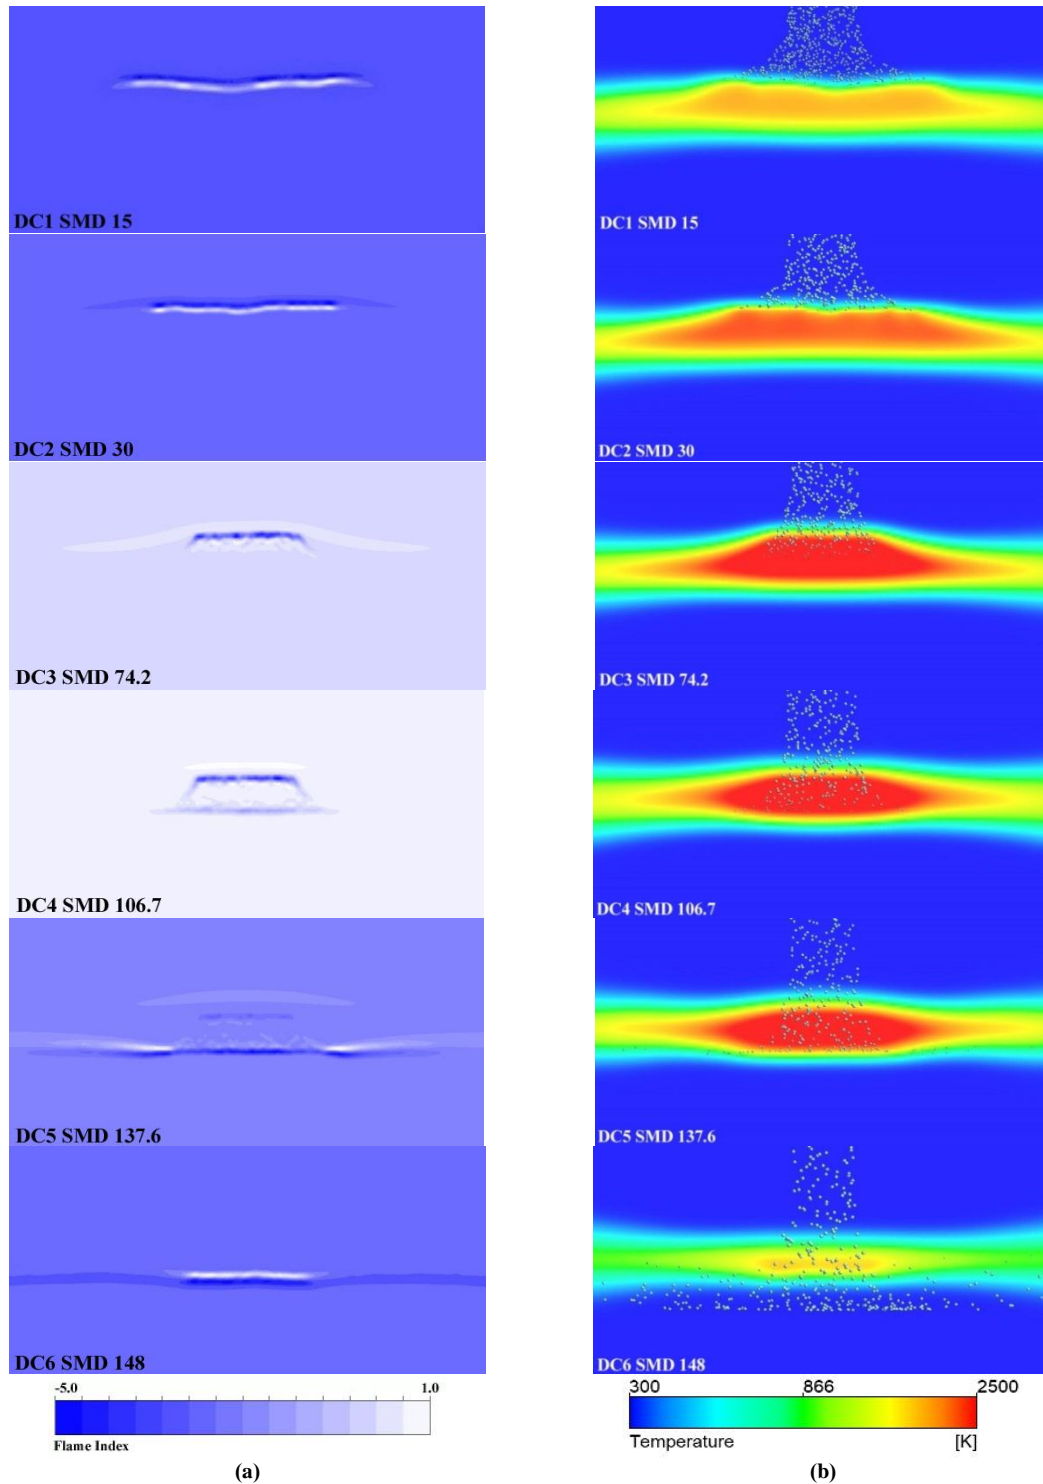 DC1 SMD 15
DC1 SMD 15
DC2 SMD 30
DC2 SMD 30
DC3 SMD 74.2
DC3 SMD 74.2
DC4 SMD 106.7
DC4 SMD 106.7
DC5 SMD 137.6
DC5 SMD 137.6
DC6 SMD 148
DC6 SMD 148
-5.0 1.0
Flame Index
300 866 2500
Temperature [K]
(a) (b)